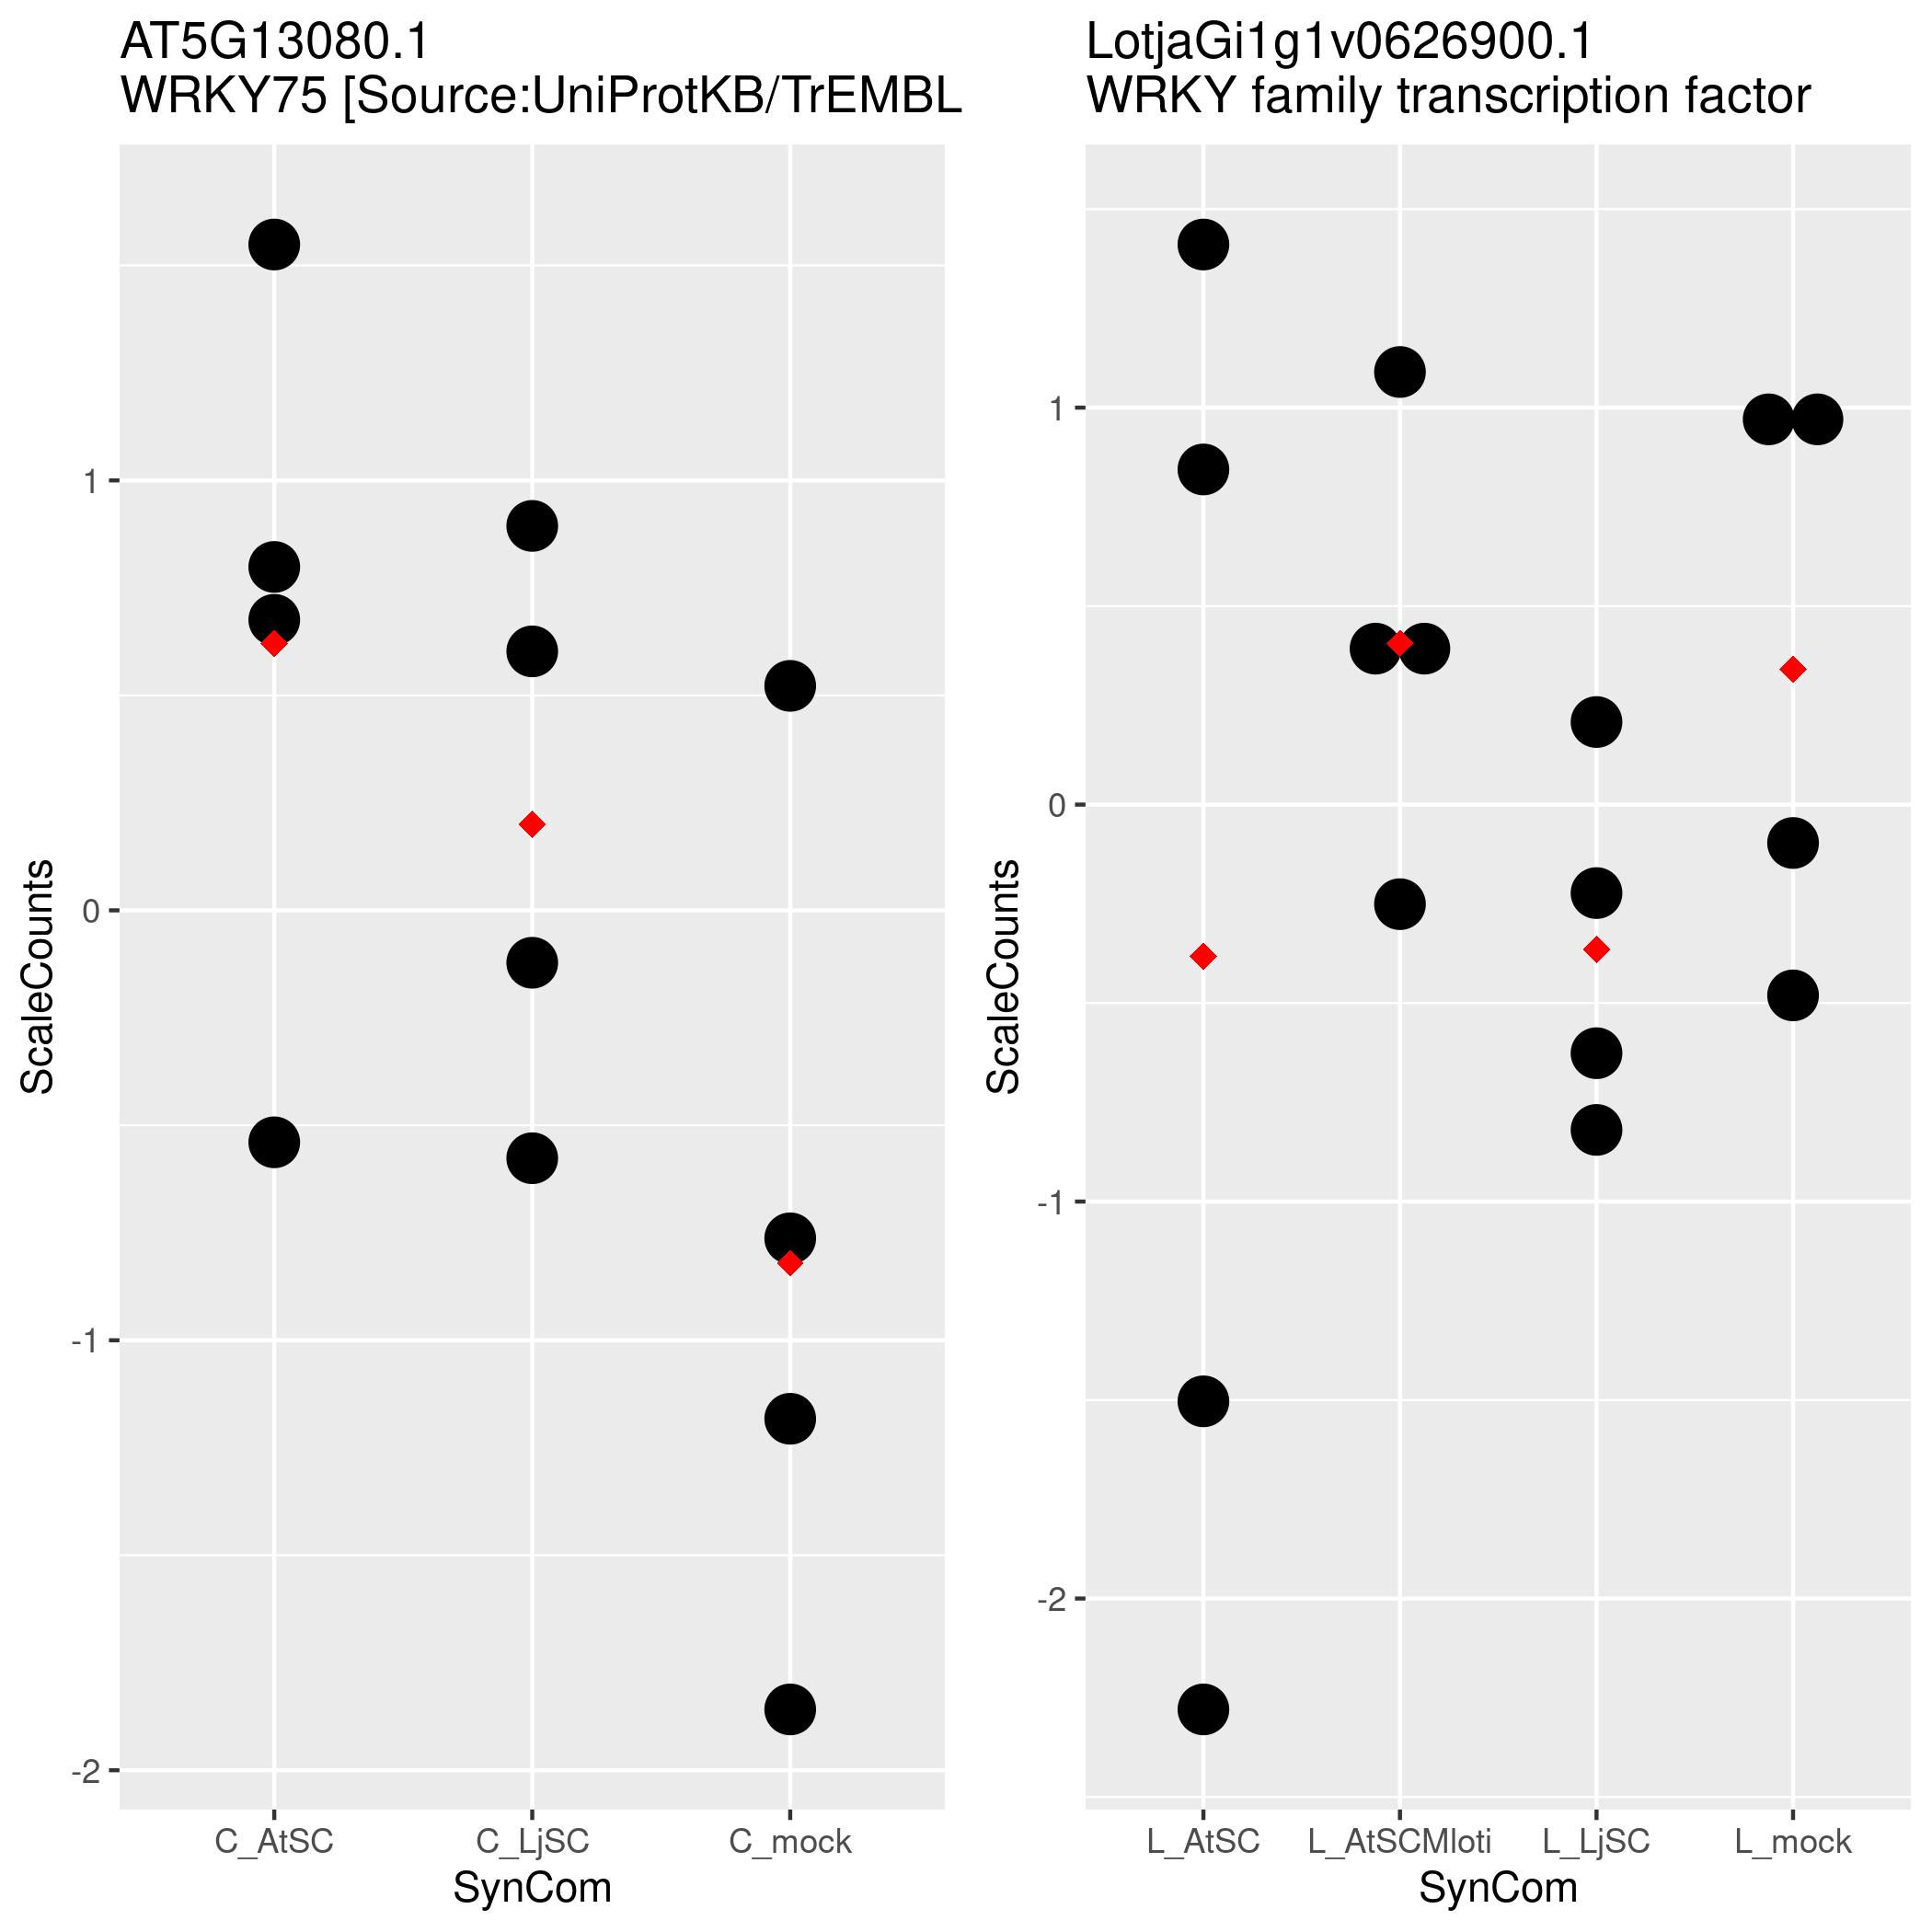 AT5G13080.1
WRKY75 [Source:UniProtKB/TrEMBL
ScaleCounts
1
0
-1
-2
C_AtSC
C_LjSC
C_mock
SynCom
LotjaGi1g1v0626900.1
WRKY family transcription factor
ScaleCounts
1
0
-1
-2
L_AtSC
L_AtSCMloti
L_LjSC
L_mock
SynCom